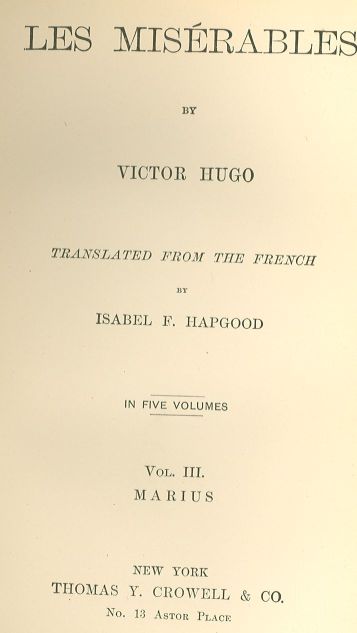 LES MISÉRABLES
BY
VICTOR HUGO
TRANSLATED FROM THE FRENCH
BY
ISABEL F. HAPGOOD
IN FIVE VOLUMES
VOL. III.
MARIUS
NEW YORK
THOMAS Y. CROWELL & CO.
No. 13 ASTOR PLACE